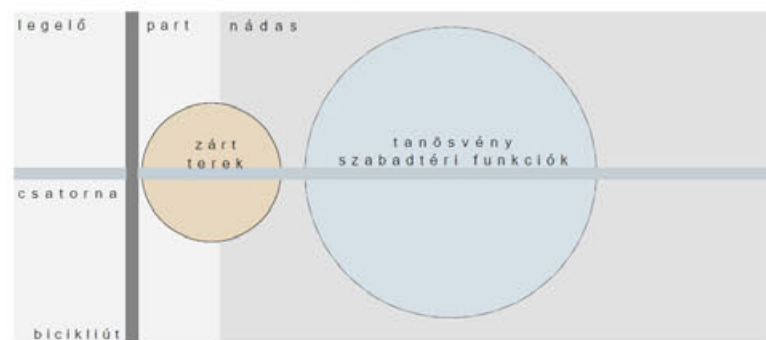 legelő
part
nádas
zárt
terek
tanösvény
szabadtéri funkciók
csatorna
bicikliút